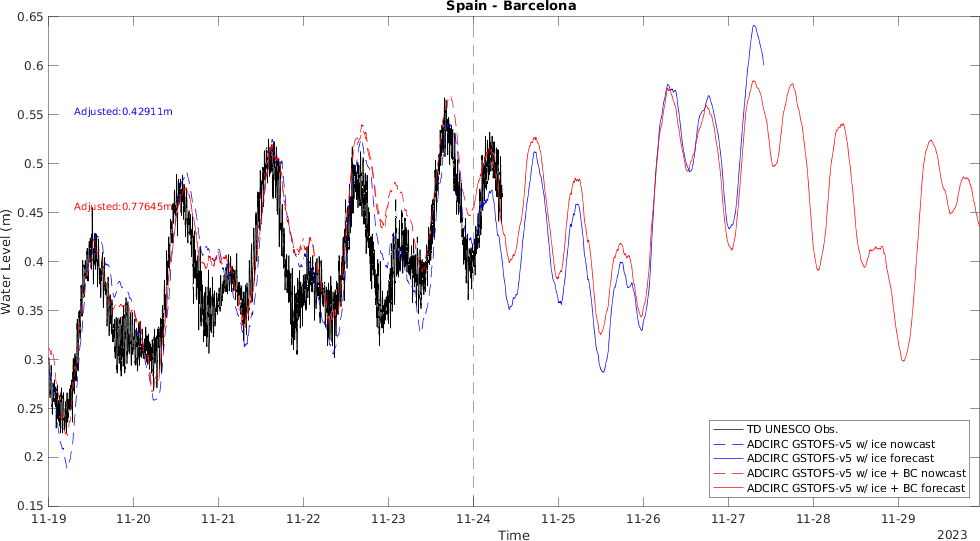 Spain - Barcelona
0.65
0.6
0.55
0.5
0.45
0.4
0.35
0.3
0.25
0.2
0.15
Water Level (m)
Adjusted:0.42911m
Adjusted:0.77645m
TD UNESCO Obs.
ADCIRC GSTOFS-v5 w/ ice nowcast
ADCIRC GSTOFS-v5 w/ ice forecast
ADCIRC GSTOFS-v5 w/ ice + BC nowcast
ADCIRC GSTOFS-v5 w/ ice + BC forecast
11-19 11-20 11-21 11-22 11-23 11-24 11-25 11-26 11-27 11-28 11-29
Time
2023